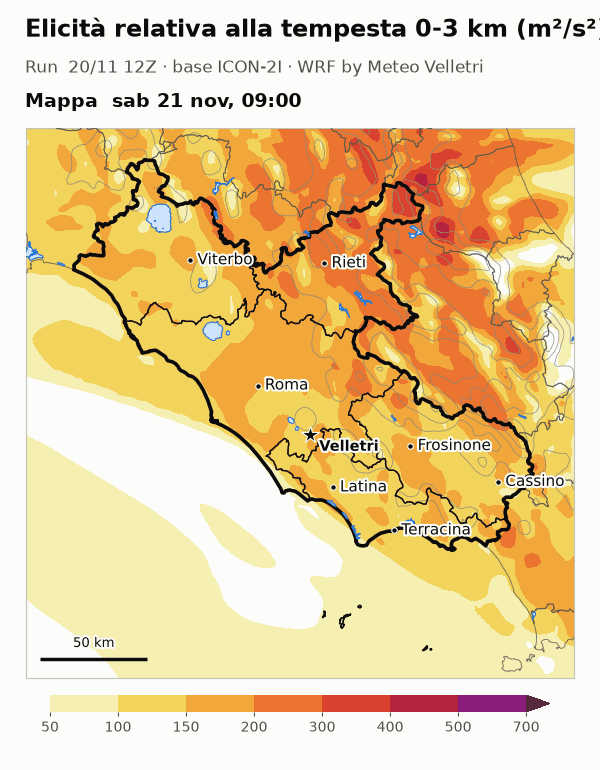 Elicità relativa alla tempesta 0-3 km (m²/s²)
Run  20/11 12Z · base ICON-2I · WRF by Meteo Velletri
Mappa  sab 21 nov, 09:00
Viterbo
Rieti
Roma
Velletri
Frosinone
Cassino
Latina
Terracina
50 km
50 100 150 200 300 400 500 700